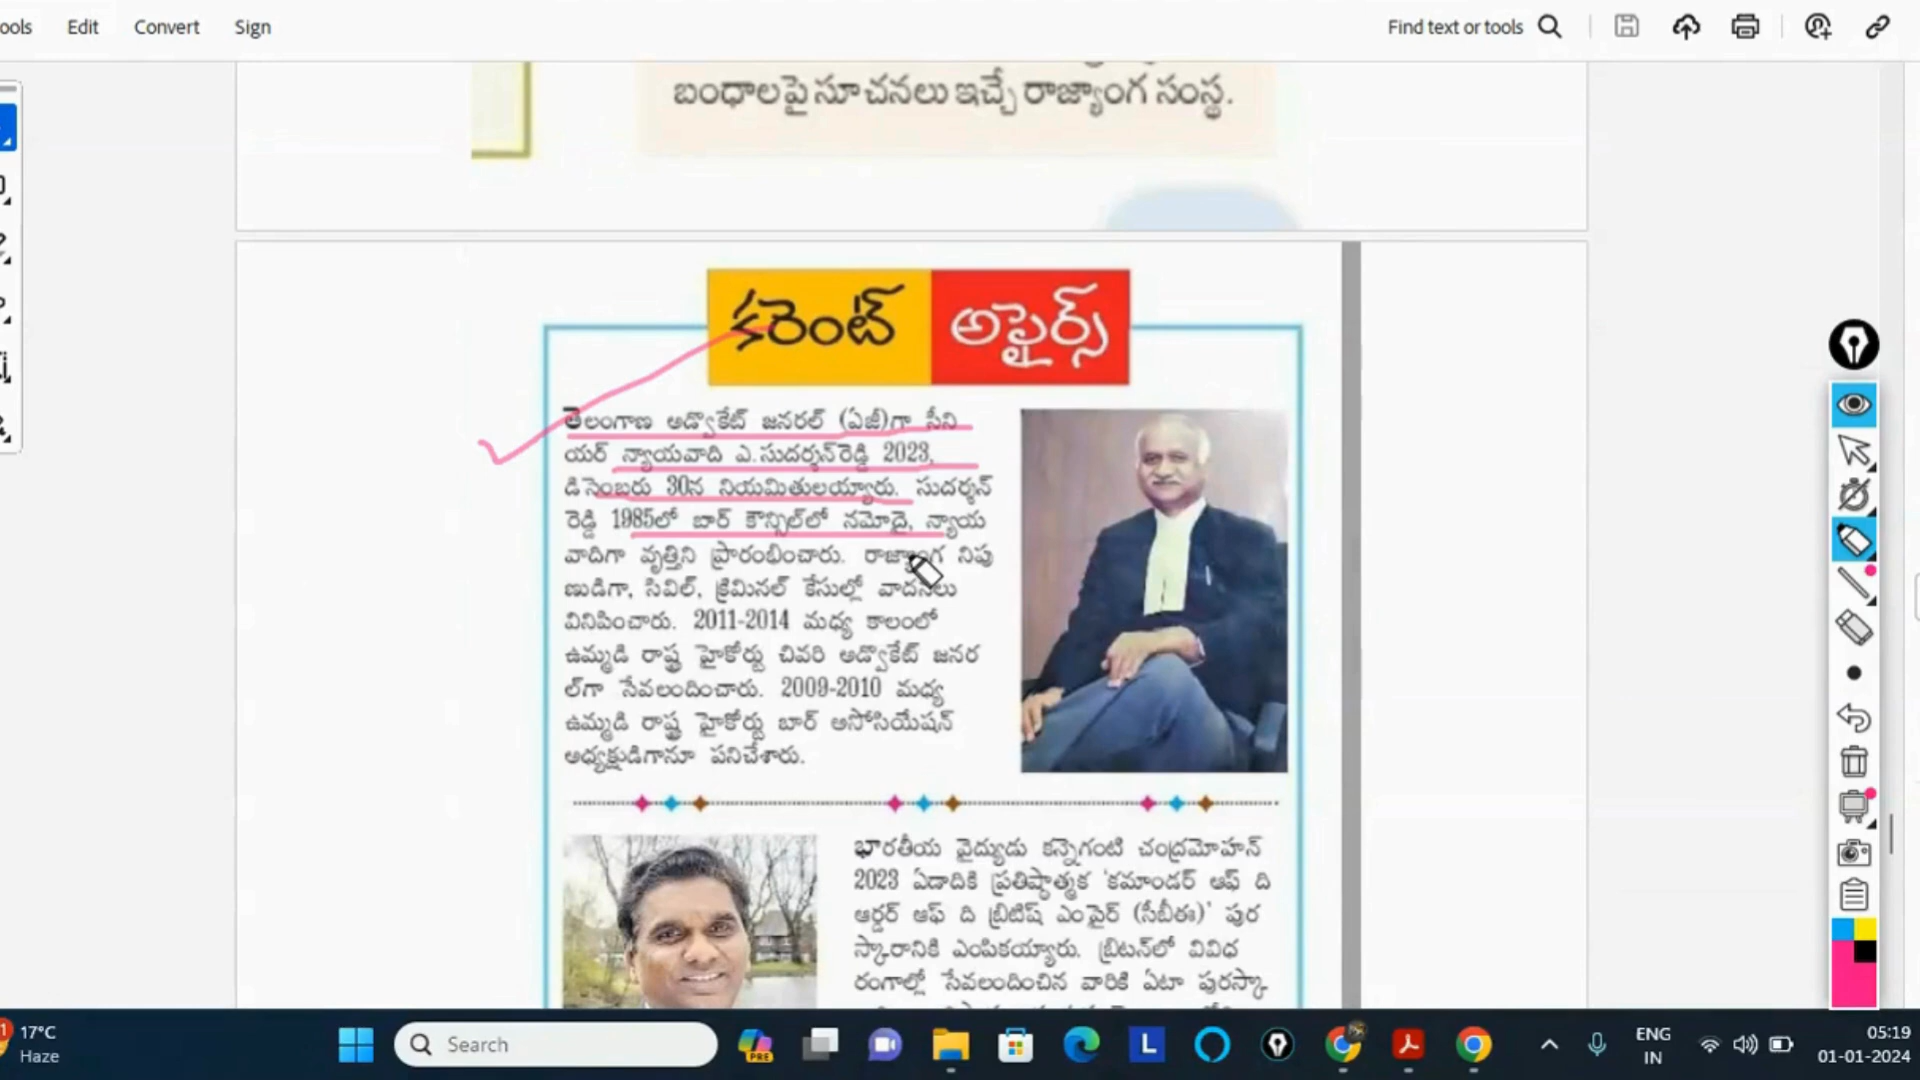 ools Edit Convert Sign Find text or tools
బంధాలపై సూచనలు ఇచ్చే రాజ్యాంగ సంస్థ.
కరెంట్ అఫైర్స్
తెలంగాణ అడ్వొకేట్ జనరల్ (ఏజీ)గా సీని
యర్ న్యాయవాది ఎ.సుదర్శన్‌రెడ్డి 2023,
డిసెంబరు 30న నియమితులయ్యారు. సుదర్శన్
రెడ్డి 1985లో బార్ కౌన్సిల్‌లో నమోదై, న్యాయ
వాదిగా వృత్తిని ప్రారంభించారు. రాజ్యాంగ నిపు
ణుడిగా, సివిల్, క్రిమినల్ కేసుల్లో వాదనలు
వినిపించారు. 2011-2014 మధ్య కాలంలో
ఉమ్మడి రాష్ట్ర హైకోర్టు చివరి అడ్వొకేట్ జనర
ల్‌గా సేవలందించారు. 2009-2010 మధ్య
ఉమ్మడి రాష్ట్ర హైకోర్టు బార్ అసోసియేషన్
అధ్యక్షుడిగానూ పనిచేశారు.
భారతీయ వైద్యుడు కన్నెగంటి చంద్రమోహన్
2023 ఏడాదికి ప్రతిష్ఠాత్మక 'కమాండర్ ఆఫ్ ది
ఆర్డర్ ఆఫ్ ది బ్రిటిష్ ఎంపైర్ (సీబీఈ)' పుర
స్కారానికి ఎంపికయ్యారు. బ్రిటన్‌లో వివిధ
రంగాల్లో సేవలందించిన వారికి ఏటా పురస్కా
1 17°C
Haze
Search
PRE
L
ENG
IN
05:19
01-01-2024